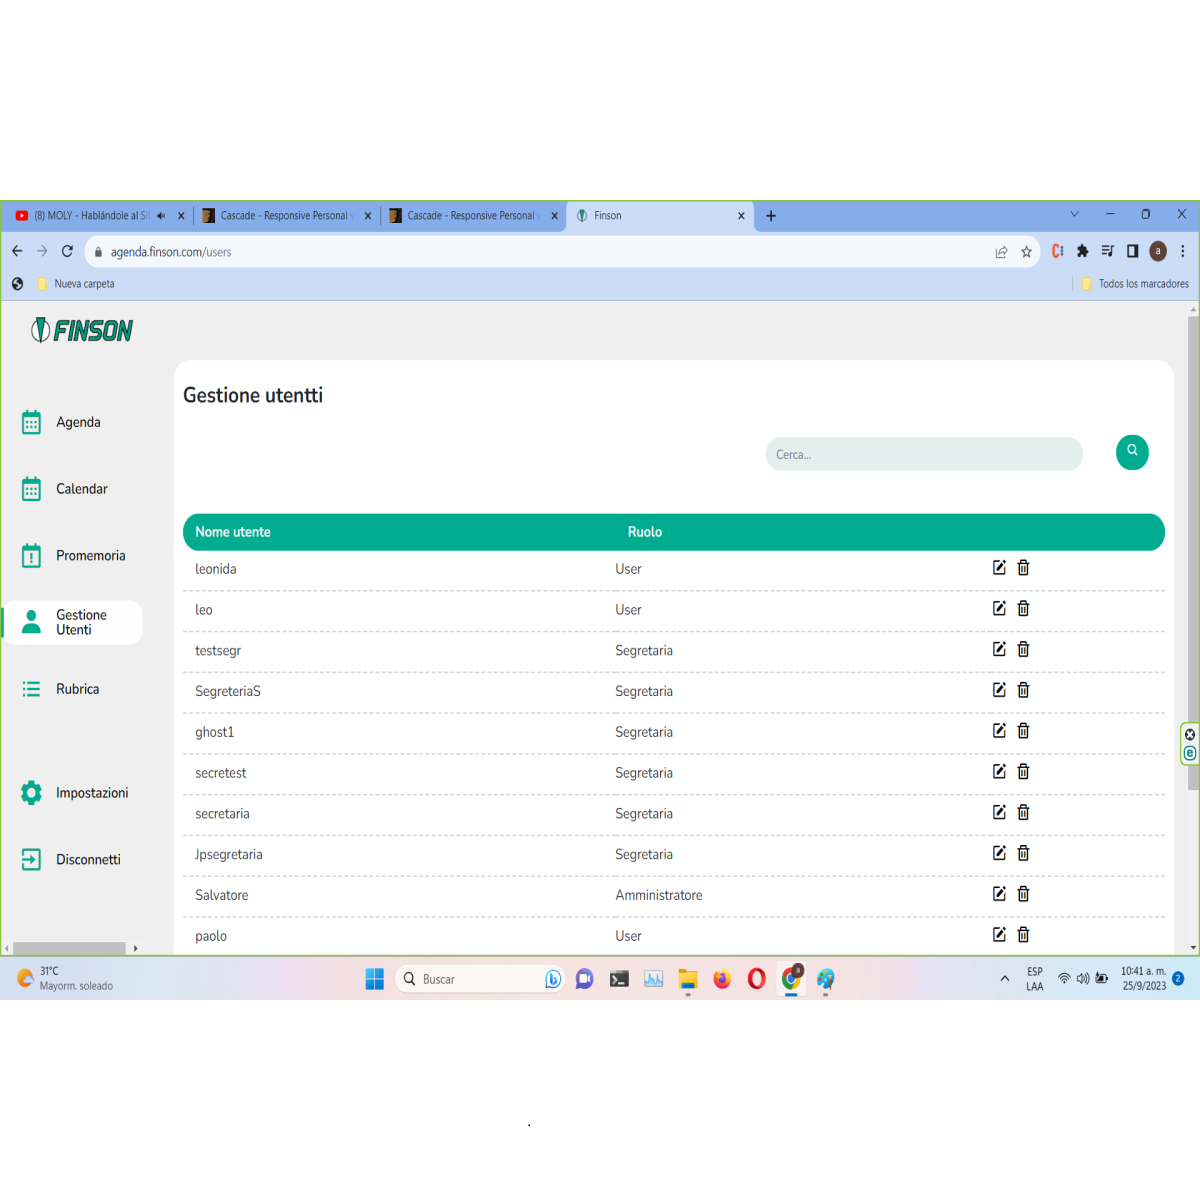 (8) MOLY - Hablándole al Si
Cascade - Responsive Personal
Cascade - Responsive Personal
Finson
agenda.finson.com/users
a
Nueva carpeta
Todos los marcadores
FINSON
Gestione utentti
Agenda
Calendar
Promemoria
Gestione
Utenti
Rubrica
Impostazioni
Disconnetti
Cerca...
Nome utente Ruolo
leonida User
leo User
testsegr Segretaria
SegreteriaS Segretaria
ghost1 Segretaria
secretest Segretaria
secretaria Segretaria
Jpsegretaria Segretaria
Salvatore Amministratore
paolo User
31°C
Mayorm. soleado
Buscar
ESP
LAA
10:41 a. m.
25/9/2023
2